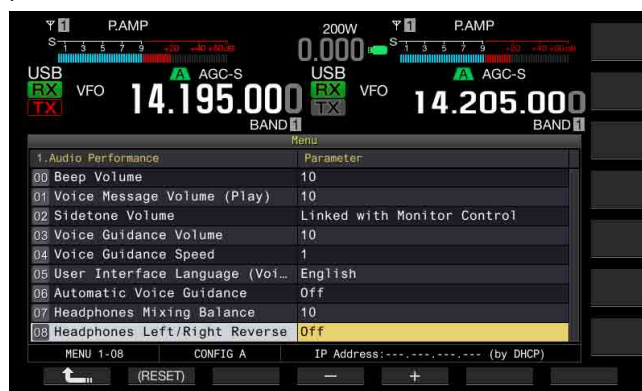 1 P.AMP 200W 1 P.AMP
S 1 3 5 7 9 +20 +40 +60dB 0.000 S 1 3 5 7 9 +20 +40 +60dB
USB A AGC-S USB A AGC-S
RX VFO 14.195.000 RX VFO 14.205.000
TX TX
BAND 1 BAND 1
Menu
1.Audio Performance Parameter
00 Beep Volume 10
01 Voice Message Volume (Play) 10
02 Sidetone Volume Linked with Monitor Control
03 Voice Guidance Volume 10
04 Voice Guidance Speed 1
05 User Interface Language (Voi… English
06 Automatic Voice Guidance Off
07 Headphones Mixing Balance 10
08 Headphones Left/Right Reverse Off
MENU 1-08 CONFIG A IP Address:---.---.---.--- (by DHCP)
(RESET) − +